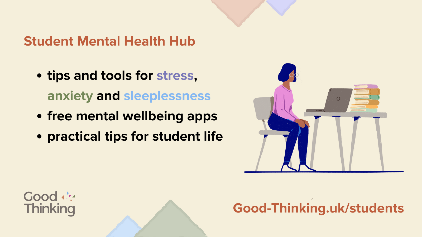 Student Mental Health Hub
• tips and tools for stress,
anxiety and sleeplessness
• free mental wellbeing apps
• practical tips for student life
Good
Thinking
Good-Thinking.uk/students